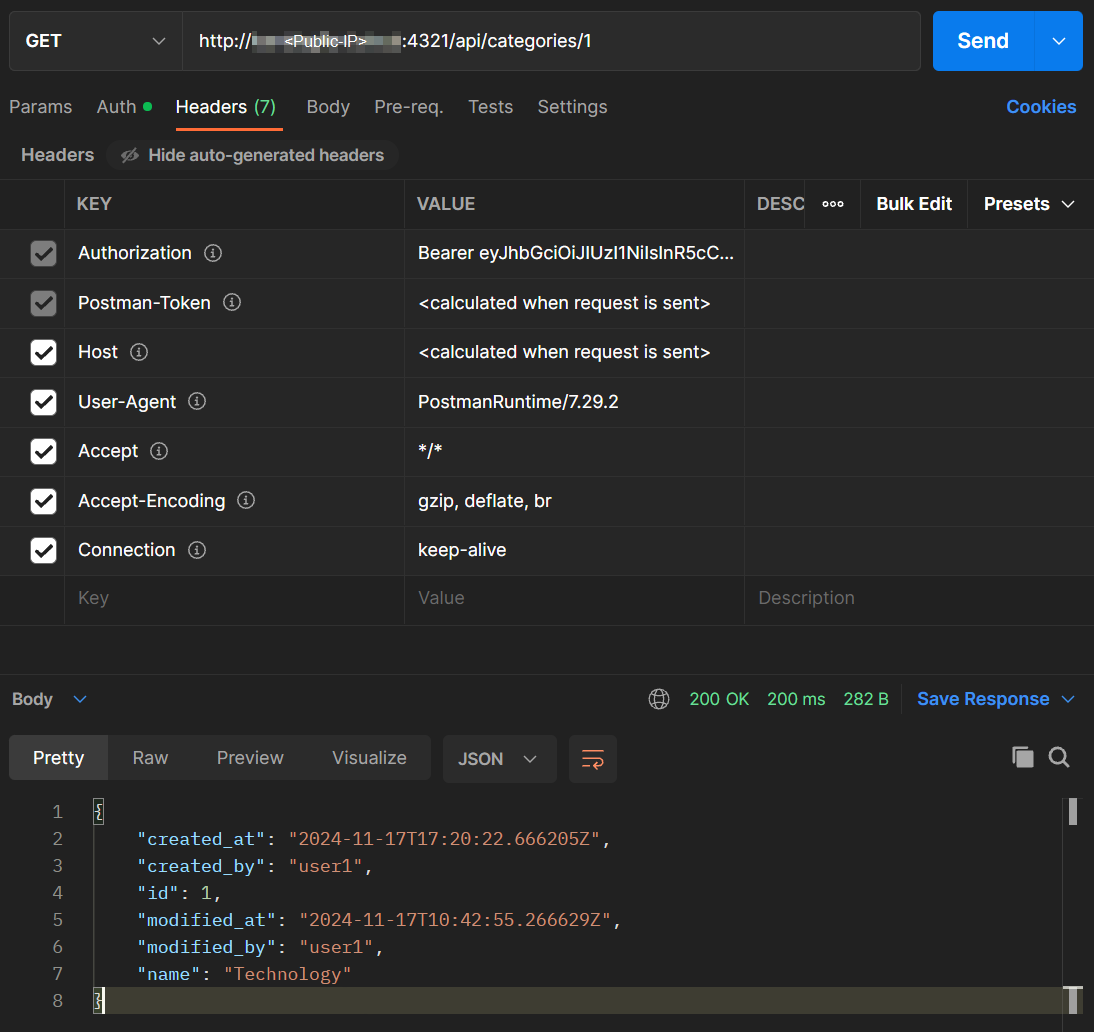 GET http://<Public-IP>:4321/api/categories/1 Send
Params Auth Headers (7) Body Pre-req. Tests Settings Cookies
Headers Hide auto-generated headers
KEY VALUE DESC ooo Bulk Edit Presets
Authorization Bearer eyJhbGciOiJIUzI1NiIsInR5cC...
Postman-Token <calculated when request is sent>
Host <calculated when request is sent>
User-Agent PostmanRuntime/7.29.2
Accept */*
Accept-Encoding gzip, deflate, br
Connection keep-alive
Key Value Description
Body 200 OK 200 ms 282 B Save Response
Pretty Raw Preview Visualize JSON
1 {
2 "created_at": "2024-11-17T17:20:22.666205Z",
3 "created_by": "user1",
4 "id": 1,
5 "modified_at": "2024-11-17T10:42:55.266629Z",
6 "modified_by": "user1",
7 "name": "Technology"
8 }